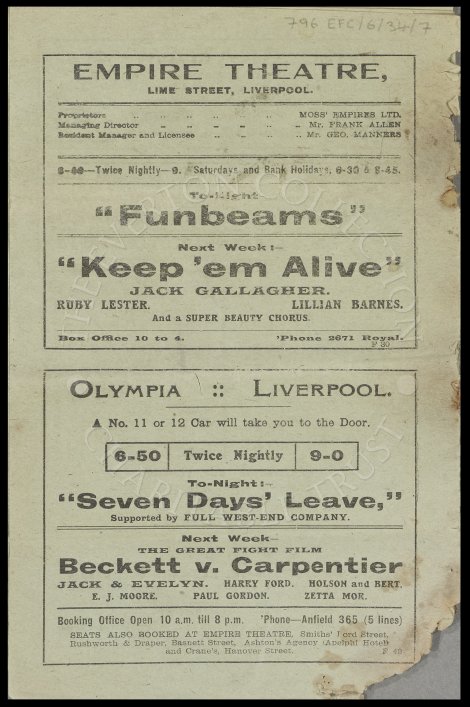 796 EFC/6/34/7
EMPIRE THEATRE,
LIME STREET, LIVERPOOL.
Proprietors .. .. .. .. .. .. MOSS' EMPIRES LTD.
Managing Director .. .. .. .. .. Mr. FRANK ALLEN
Resident Manager and Licensee .. .. .. .. Mr. GEO. MANNERS
6-40—Twice Nightly—9. Saturdays and Bank Holidays, 6-30 & 8-45.
To-Night—
"Funbeams"
Next Week:—
"Keep 'em Alive"
JACK GALLAGHER.
RUBY LESTER. LILLIAN BARNES.
And a SUPER BEAUTY CHORUS.
Box Office 10 to 4. 'Phone 2671 Royal.
F 30
OLYMPIA :: LIVERPOOL.
A No. 11 or 12 Car will take you to the Door.
6-50 Twice Nightly 9-0
To-Night:—
"Seven Days' Leave,"
Supported by FULL WEST-END COMPANY.
Next Week—
THE GREAT FIGHT FILM
Beckett v. Carpentier
JACK & EVELYN. HARRY FORD. HOLSON and BERT.
E. J. MOORE. PAUL GORDON. ZETTA MOR.
Booking Office Open 10 a.m. till 8 p.m. 'Phone—Anfield 365 (5 lines)
SEATS ALSO BOOKED AT EMPIRE THEATRE, Smiths' Lord Street,
Rushworth & Draper, Basnett Street, Ashton's Agency (Adelphi Hotel)
and Crane's, Hanover Street.
F 40